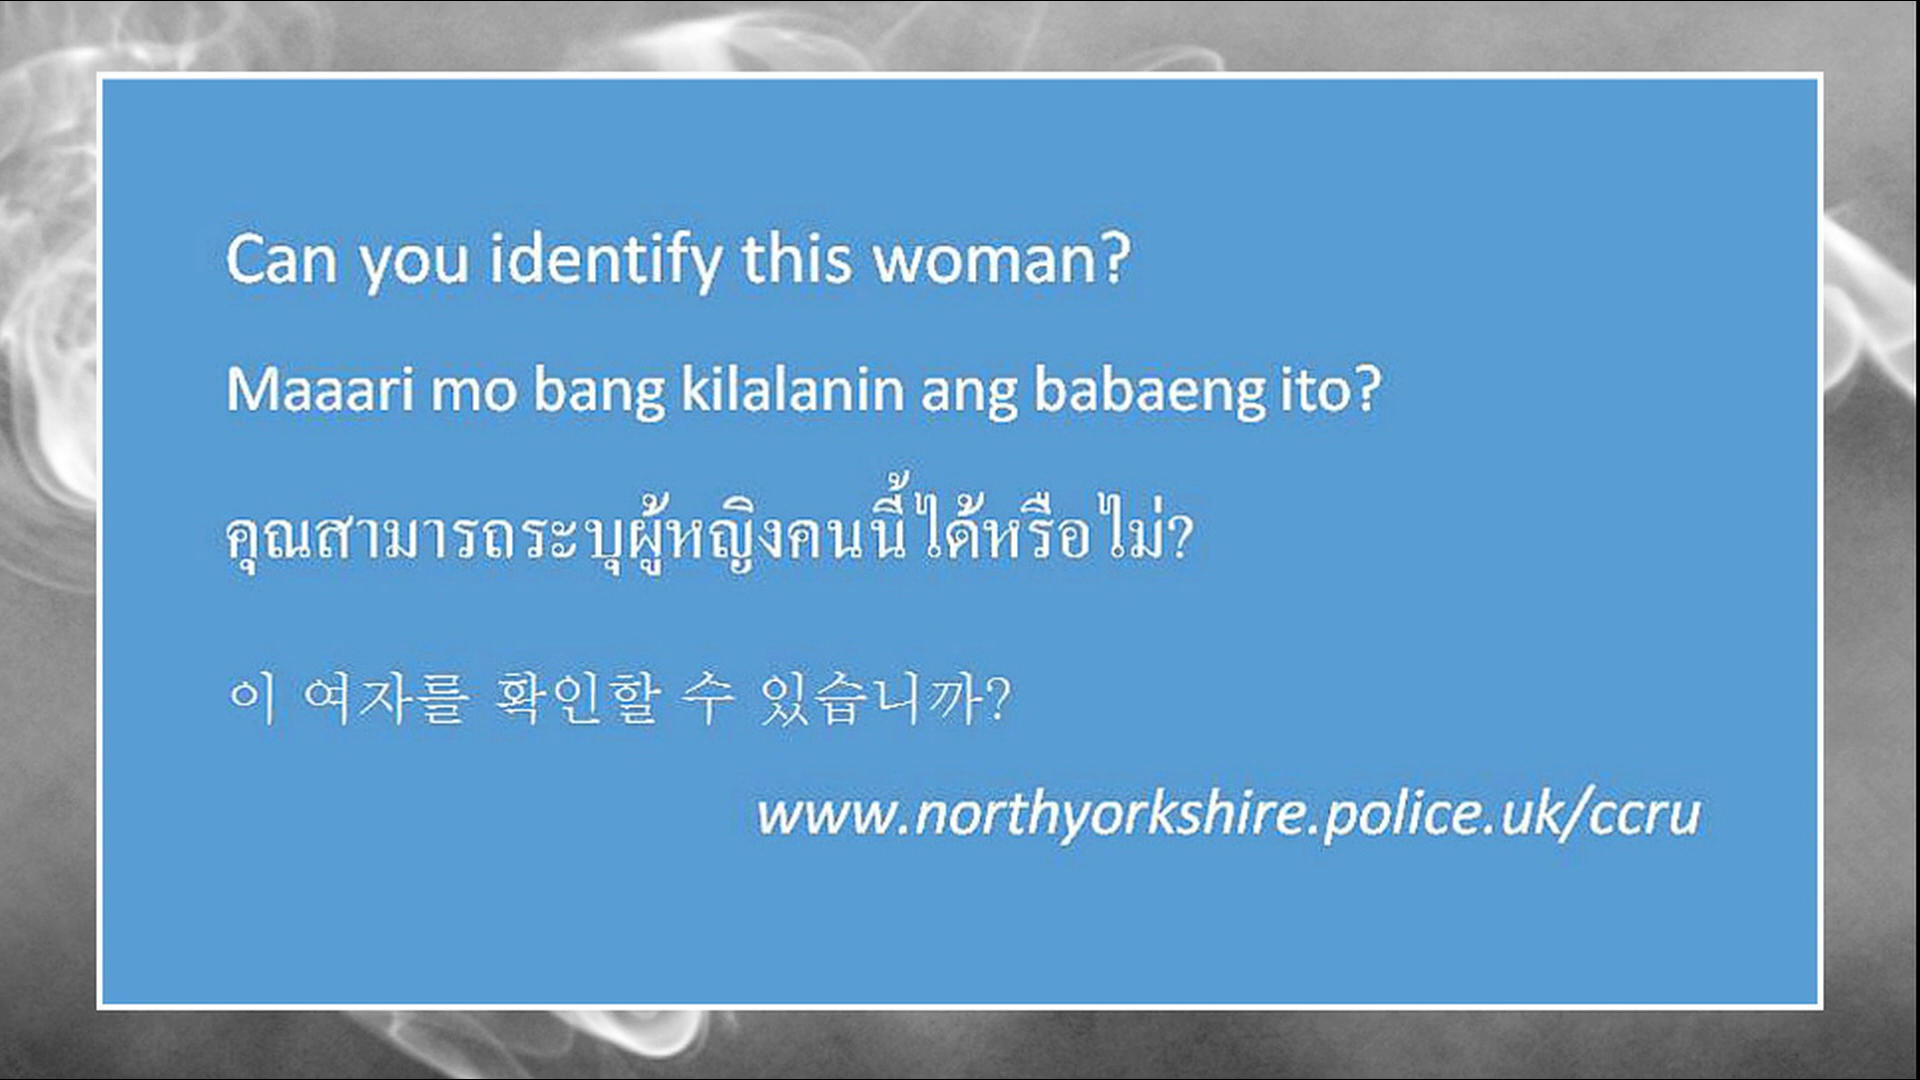 Can you identify this woman?
Maaari mo bang kilalanin ang babaeng ito?
คุณสามารถระบุผู้หญิงคนนี้ได้หรือไม่?
이 여자를 확인할 수 있습니까?
www.northyorkshire.police.uk/ccru